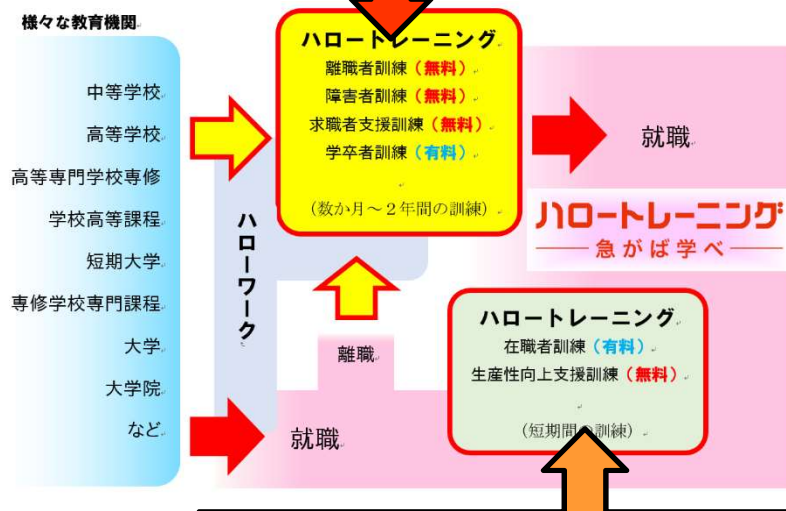 様々な教育機関
中等学校
高等学校
高等専門学校専修
学校高等課程
短期大学
専修学校専門課程
大学
大学院
など
ハローワーク
ハロートレーニング
離職者訓練（無料）
障害者訓練（無料）
求職者支援訓練（無料）
学卒者訓練（有料）
（数か月～２年間の訓練）
就職
ハロートレーニング
急がば学べ
離職
就職
ハロートレーニング
在職者訓練（有料）
生産性向上支援訓練（無料）
（短期間の訓練）